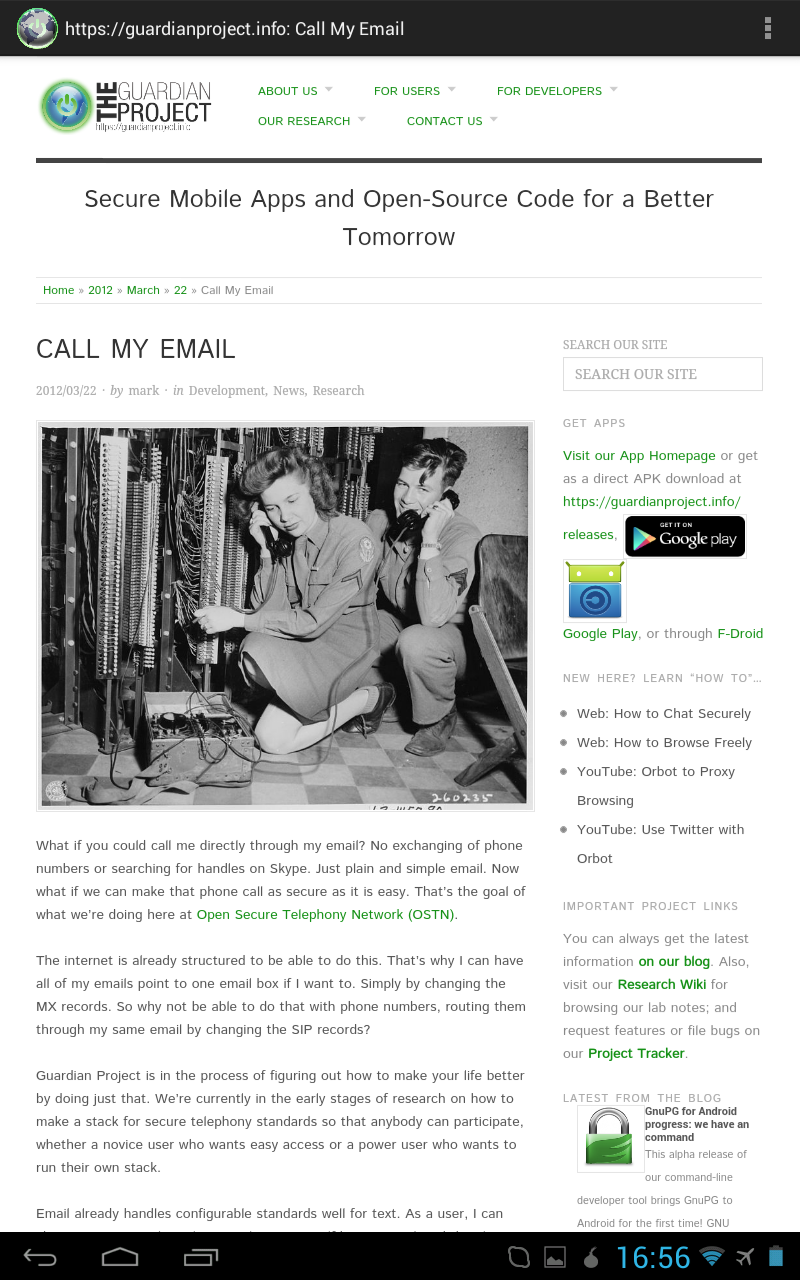 https://guardianproject.info: Call My Email
THE GUARDIAN PROJECT
https://guardianproject.info
ABOUT US
FOR USERS
FOR DEVELOPERS
OUR RESEARCH
CONTACT US
Secure Mobile Apps and Open-Source Code for a Better
Tomorrow
Home » 2012 » March » 22 » Call My Email
CALL MY EMAIL
2012/03/22 · by mark · in Development, News, Research
260235
What if you could call me directly through my email? No exchanging of phone
numbers or searching for handles on Skype. Just plain and simple email. Now
what if we can make that phone call as secure as it is easy. That's the goal of
what we're doing here at Open Secure Telephony Network (OSTN).
The internet is already structured to be able to do this. That's why I can have
all of my emails point to one email box if I want to. Simply by changing the
MX records. So why not be able to do that with phone numbers, routing them
through my same email by changing the SIP records?
Guardian Project is in the process of figuring out how to make your life better
by doing just that. We're currently in the early stages of research on how to
make a stack for secure telephony standards so that anybody can participate,
whether a novice user who wants easy access or a power user who wants to
run their own stack.
Email already handles configurable standards well for text. As a user, I can
SEARCH OUR SITE
SEARCH OUR SITE
GET APPS
Visit our App Homepage or get
as a direct APK download at
https://guardianproject.info/
releases,
GET IT ON
Google play
Google Play, or through F-Droid
NEW HERE? LEARN "HOW TO"...
Web: How to Chat Securely
Web: How to Browse Freely
YouTube: Orbot to Proxy
Browsing
YouTube: Use Twitter with
Orbot
IMPORTANT PROJECT LINKS
You can always get the latest
information on our blog. Also,
visit our Research Wiki for
browsing our lab notes; and
request features or file bugs on
our Project Tracker.
LATEST FROM THE BLOG
GnuPG for Android
progress: we have an
command
This alpha release of
our command-line
developer tool brings GnuPG to
Android for the first time! GNU
16:56